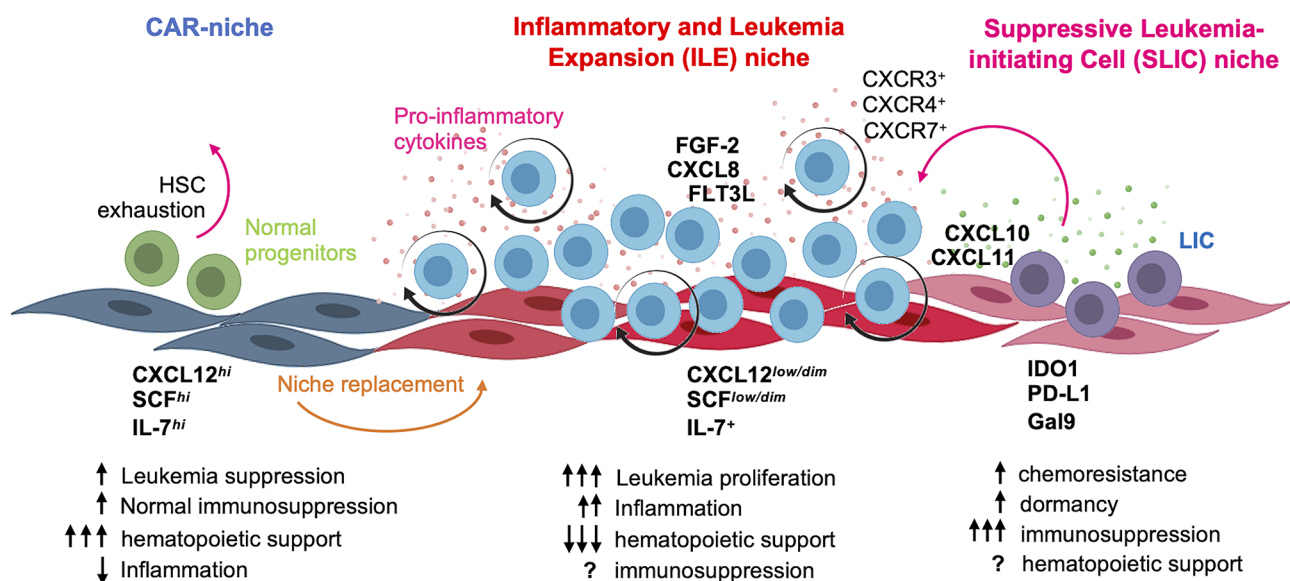 CAR-niche
Inflammatory and Leukemia
Expansion (ILE) niche
Suppressive Leukemia-
initiating Cell (SLIC) niche
HSC
exhaustion
Normal
progenitors
Pro-inflammatory
cytokines
FGF-2
CXCL8
FLT3L
CXCR3⁺
CXCR4⁺
CXCR7⁺
CXCL10
CXCL11
LIC
CXCL12hi
SCFhi
IL-7hi
Niche replacement
CXCL12low/dim
SCFlow/dim
IL-7⁺
IDO1
PD-L1
Gal9
↑ Leukemia suppression
↑ Normal immunosuppression
↑↑↑ hematopoietic support
↓ Inflammation
↑↑↑ Leukemia proliferation
↑↑ Inflammation
↓↓↓ hematopoietic support
? immunosuppression
↑ chemoresistance
↑ dormancy
↑↑↑ immunosuppression
? hematopoietic support